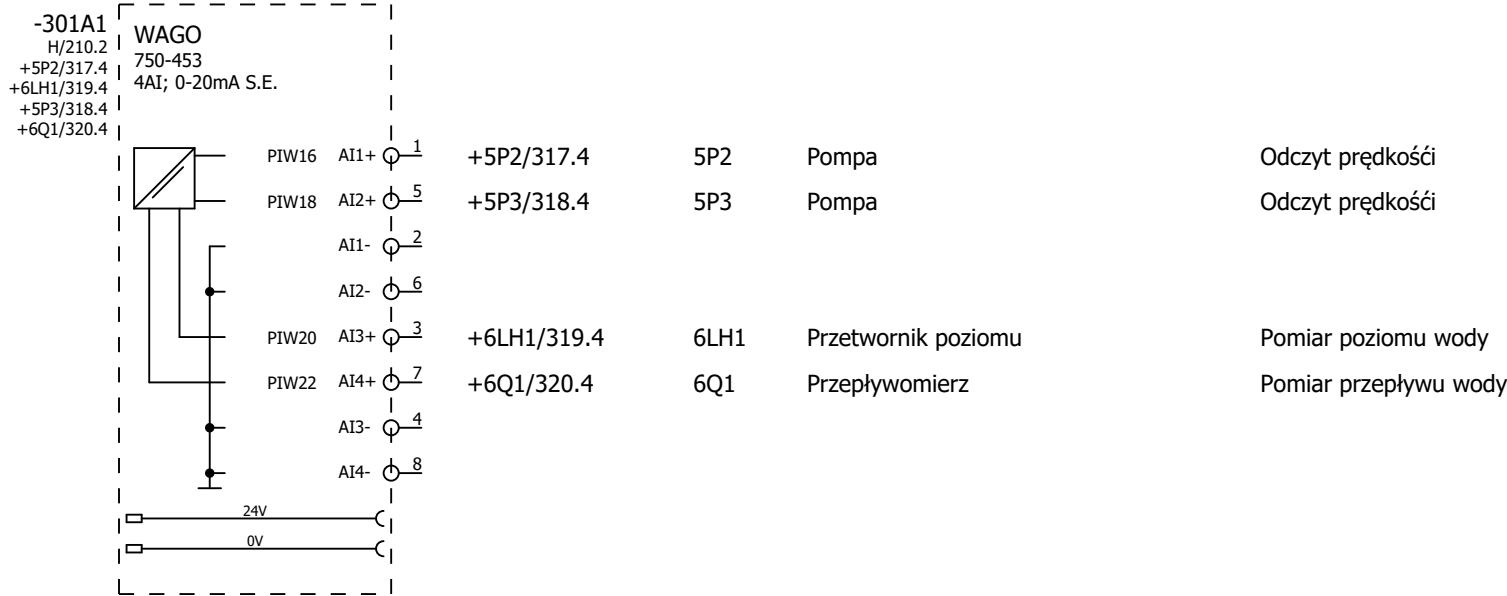 -301A1
H/210.2
+5P2/317.4
+6LH1/319.4
+5P3/318.4
+6Q1/320.4
WAGO
750-453
4AI; 0-20mA S.E.
PIW16 AI1+ 1 +5P2/317.4 5P2 Pompa Odczyt prędkośći
PIW18 AI2+ 5 +5P3/318.4 5P3 Pompa Odczyt prędkośći
AI1- 2
AI2- 6
PIW20 AI3+ 3 +6LH1/319.4 6LH1 Przetwornik poziomu Pomiar poziomu wody
PIW22 AI4+ 7 +6Q1/320.4 6Q1 Przepływomierz Pomiar przepływu wody
AI3- 4
AI4- 8
24V
0V